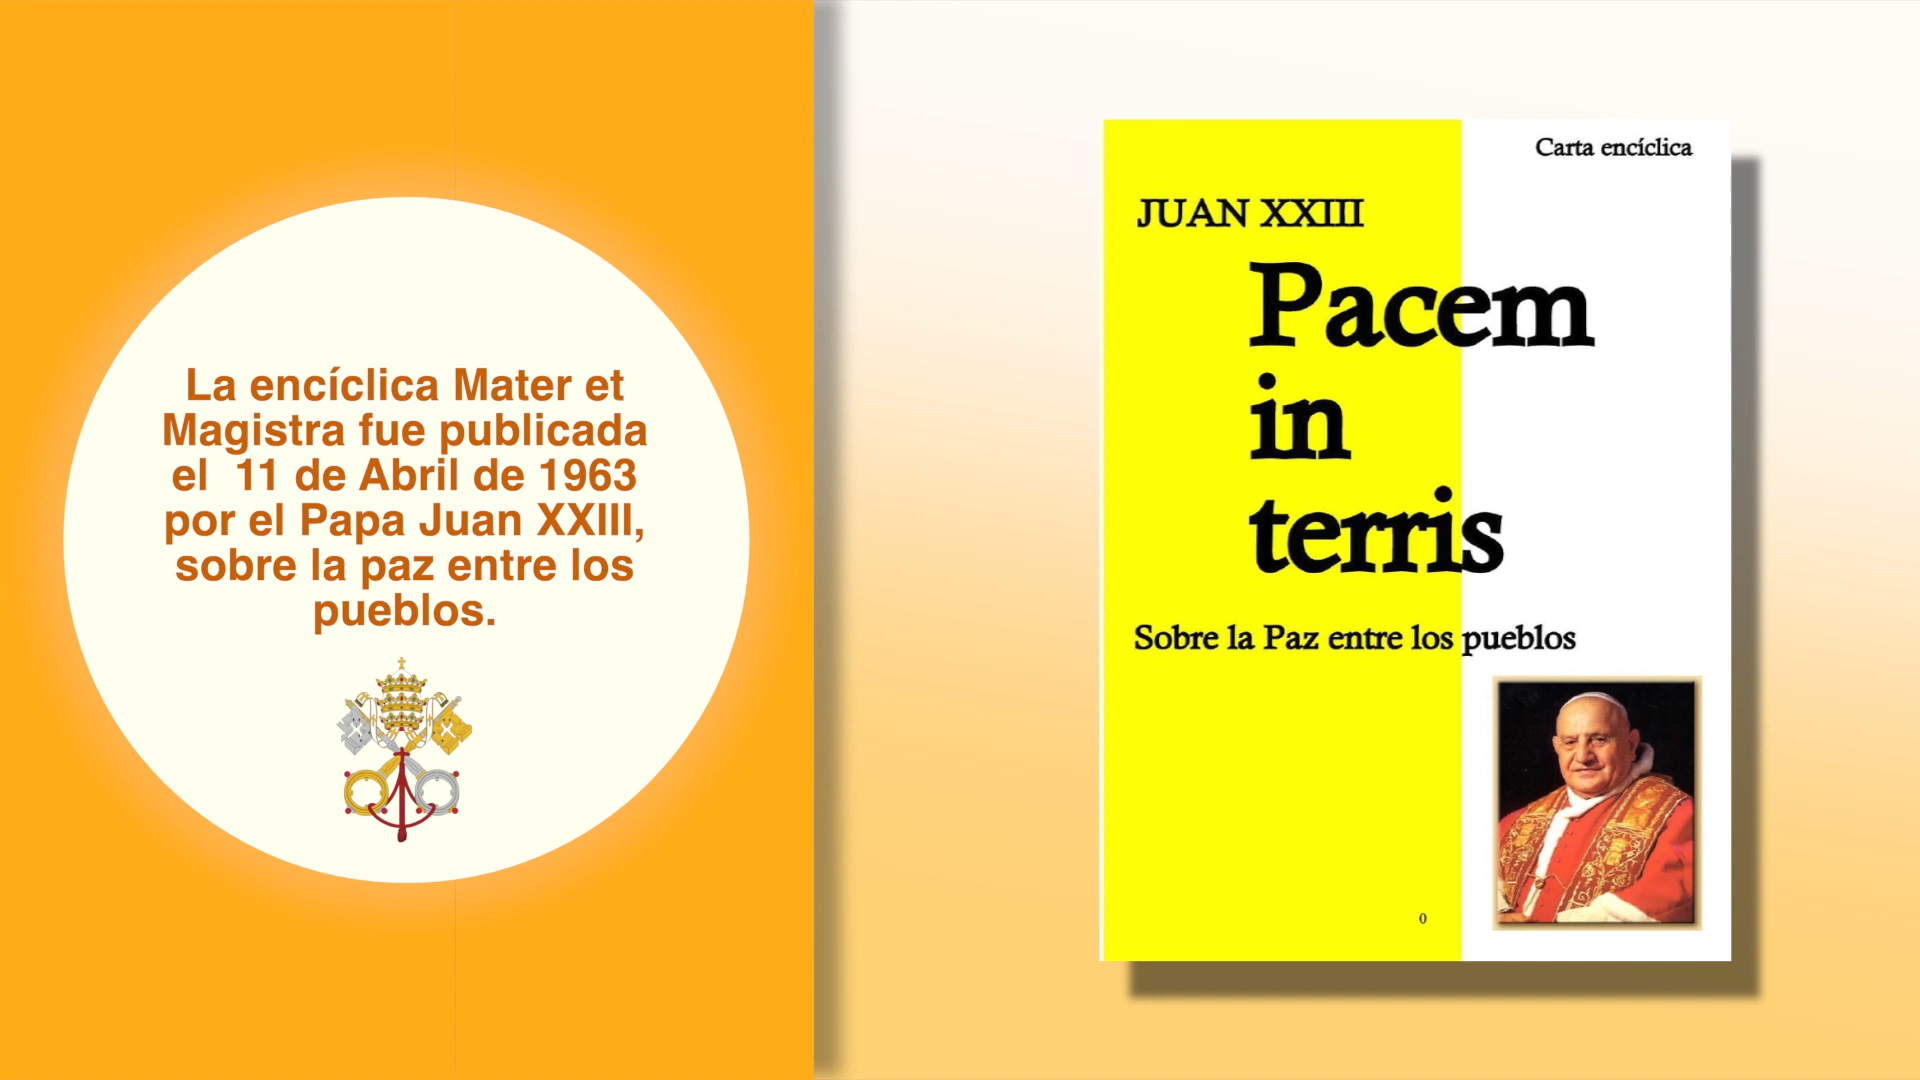 La encíclica Mater et
Magistra fue publicada
el  11 de Abril de 1963
por el Papa Juan XXIII,
sobre la paz entre los
pueblos.
Carta encíclica
JUAN XXIII
Pacem
in
terris
Sobre la Paz entre los pueblos
0